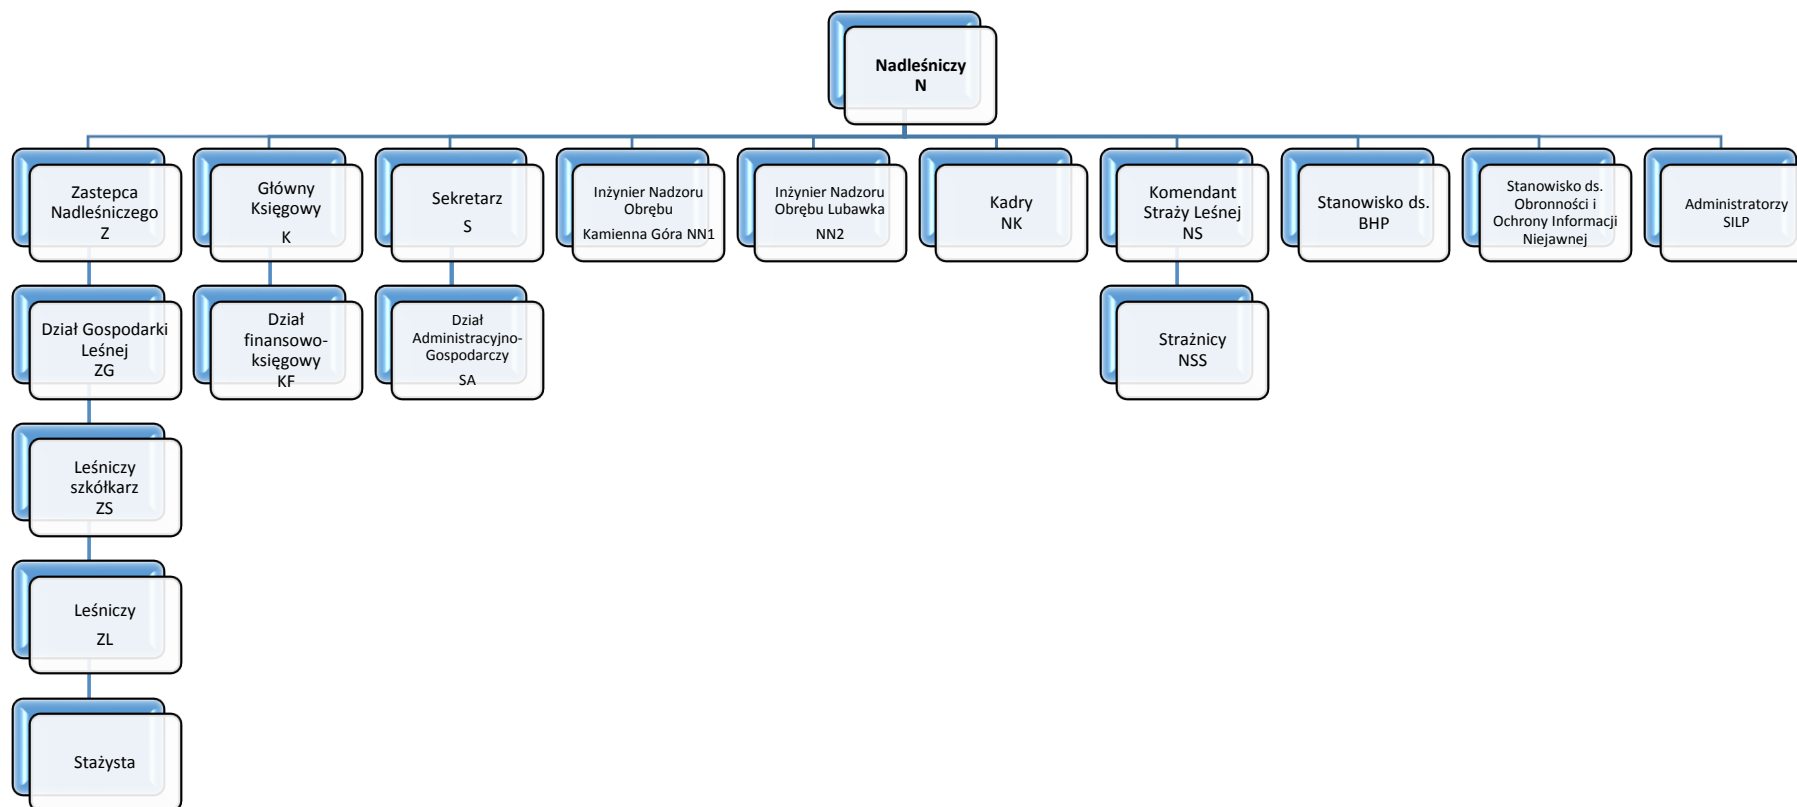 Nadleśniczy
N
Zastepca
Nadleśniczego
Z
Główny
Księgowy
K
Sekretarz
S
Inżynier Nadzoru
Obrębu
Kamienna Góra NN1
Inżynier Nadzoru
Obrębu Lubawka
NN2
Kadry
NK
Komendant
Straży Leśnej
NS
Stanowisko ds.
BHP
Stanowisko ds.
Obronności i
Ochrony Informacji
Niejawnej
Administratorzy
SILP
Dział Gospodarki
Leśnej
ZG
Dział
finansowo-
księgowy
KF
Dział
Administracyjno-
Gospodarczy
SA
Strażnicy
NSS
Leśniczy
szkółkarz
ZS
Leśniczy
ZL
Stażysta